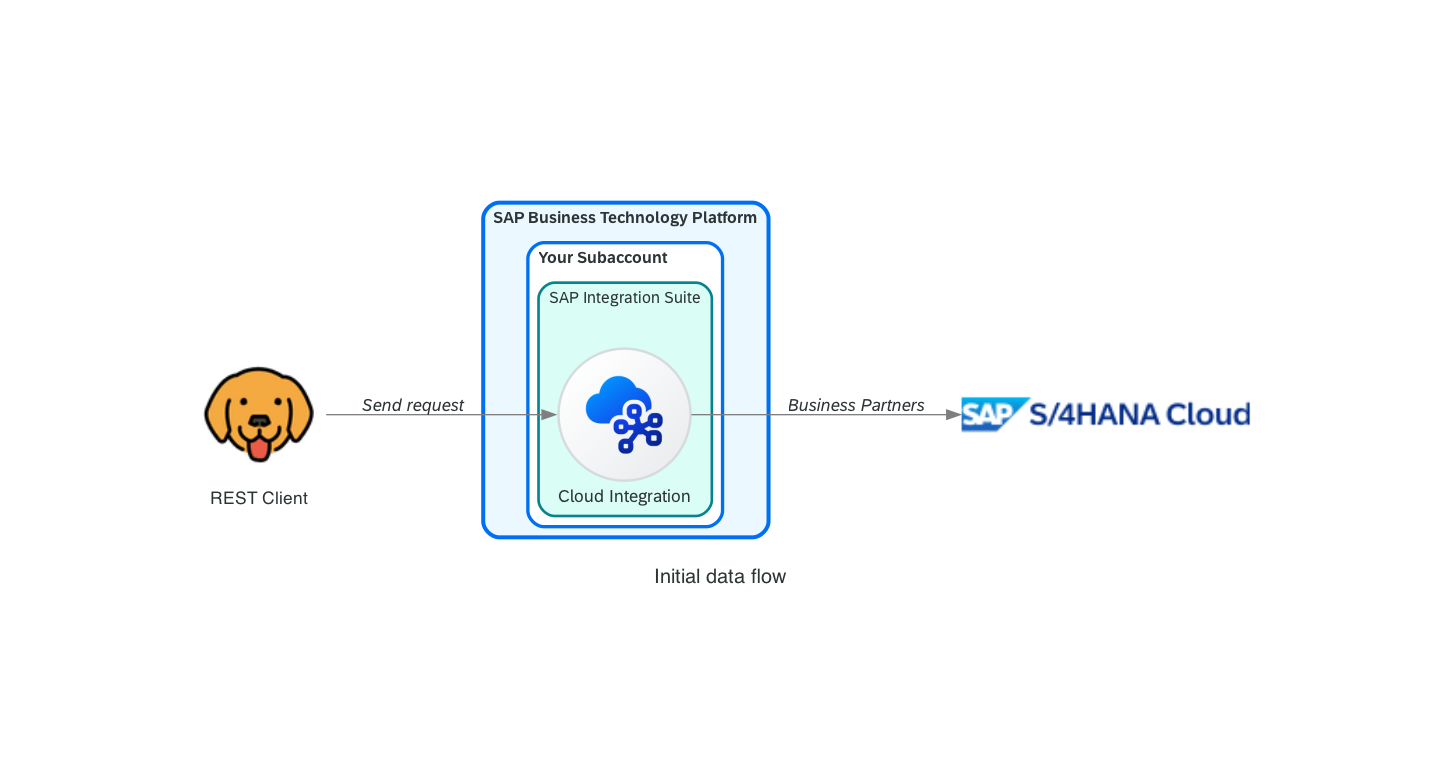 SAP Business Technology Platform
Your Subaccount
SAP Integration Suite
Send request
Business Partners
SAP S/4HANA Cloud
REST Client
Cloud Integration
Initial data flow